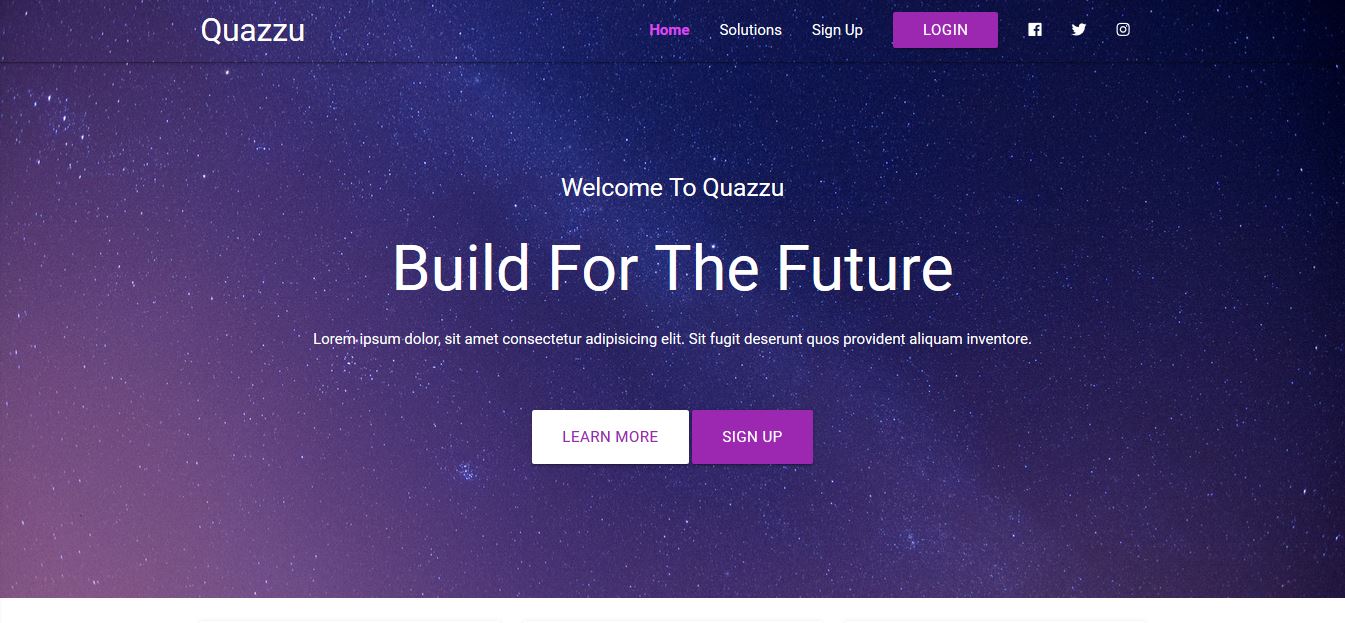 Quazzu
Home Solutions Sign Up LOGIN
Welcome To Quazzu
Build For The Future
Lorem ipsum dolor, sit amet consectetur adipisicing elit. Sit fugit deserunt quos provident aliquam inventore.
LEARN MORE SIGN UP